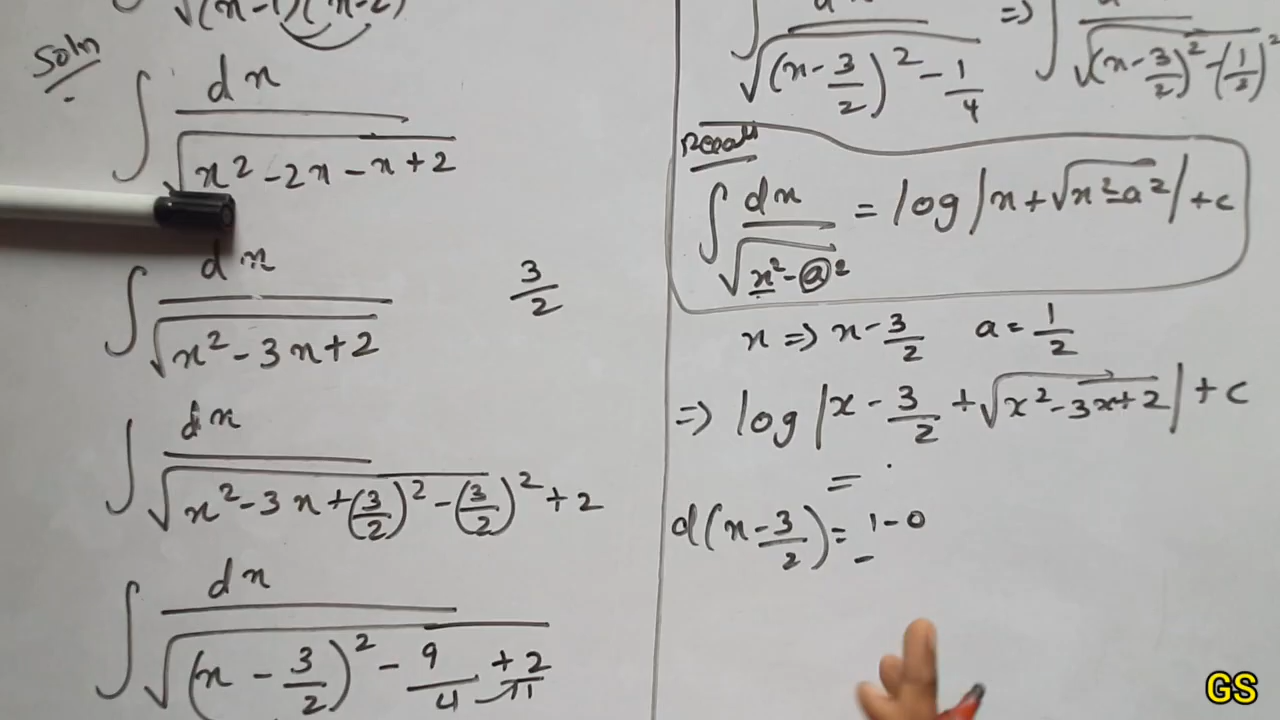 √(x-1)(x-2)
Soln
∫ dx / √(x² - 2x - x + 2)
∫ dx / √(x² - 3x + 2)
3/2
∫ dx / √(x² - 3x + (3/2)² - (3/2)² + 2)
∫ dx / √((x - 3/2)² - 9/4 + 2/1)
∫ / √((x - 3/2)² - 1/4) ⇒ ∫ / √((x - 3/2)² - (1/2)²)
Recall
∫ dx / √(x² - a²) = log |x + √(x² - a²)| + c
x ⇒ x - 3/2 a = 1/2
⇒ log |x - 3/2 + √(x² - 3x + 2)| + c
=
d(x - 3/2) = 1 - 0
GS